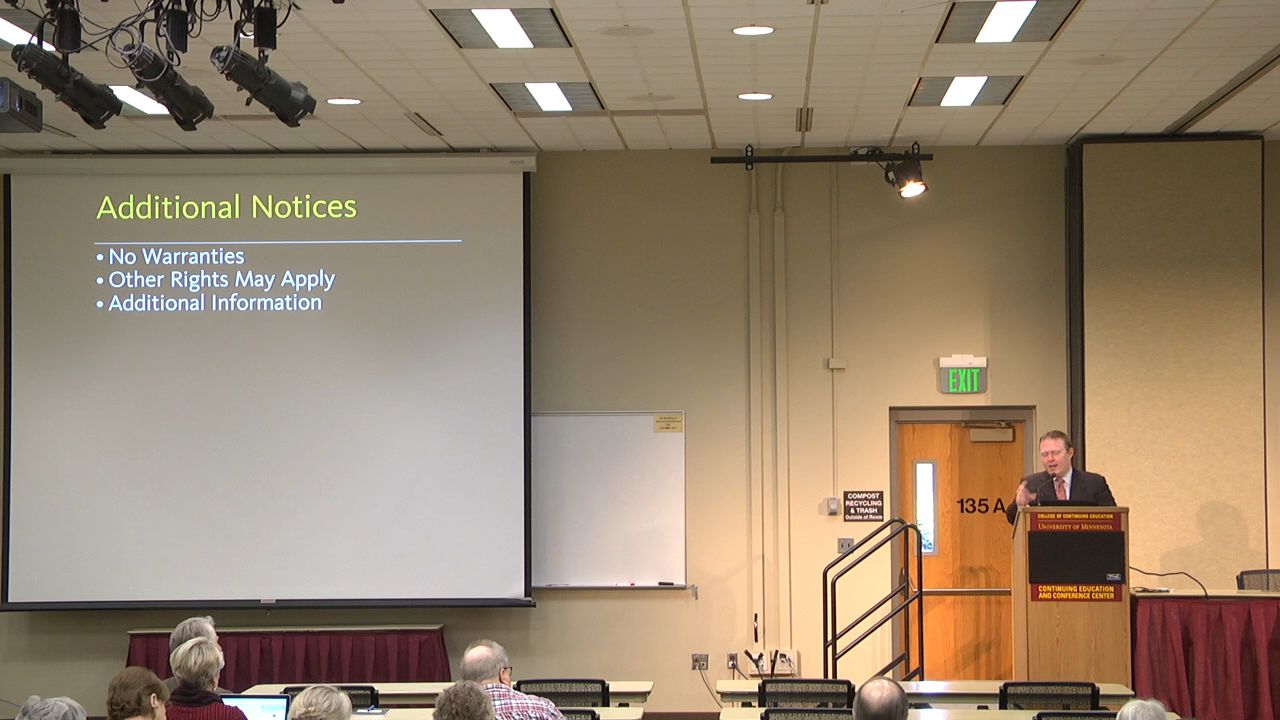 Additional Notices
• No Warranties
• Other Rights May Apply
• Additional Information
EXIT
COMPOST
RECYCLING
& TRASH
Outside of Room
135 A
COLLEGE OF CONTINUING EDUCATION
UNIVERSITY OF MINNESOTA
CONTINUING EDUCATION
AND CONFERENCE CENTER